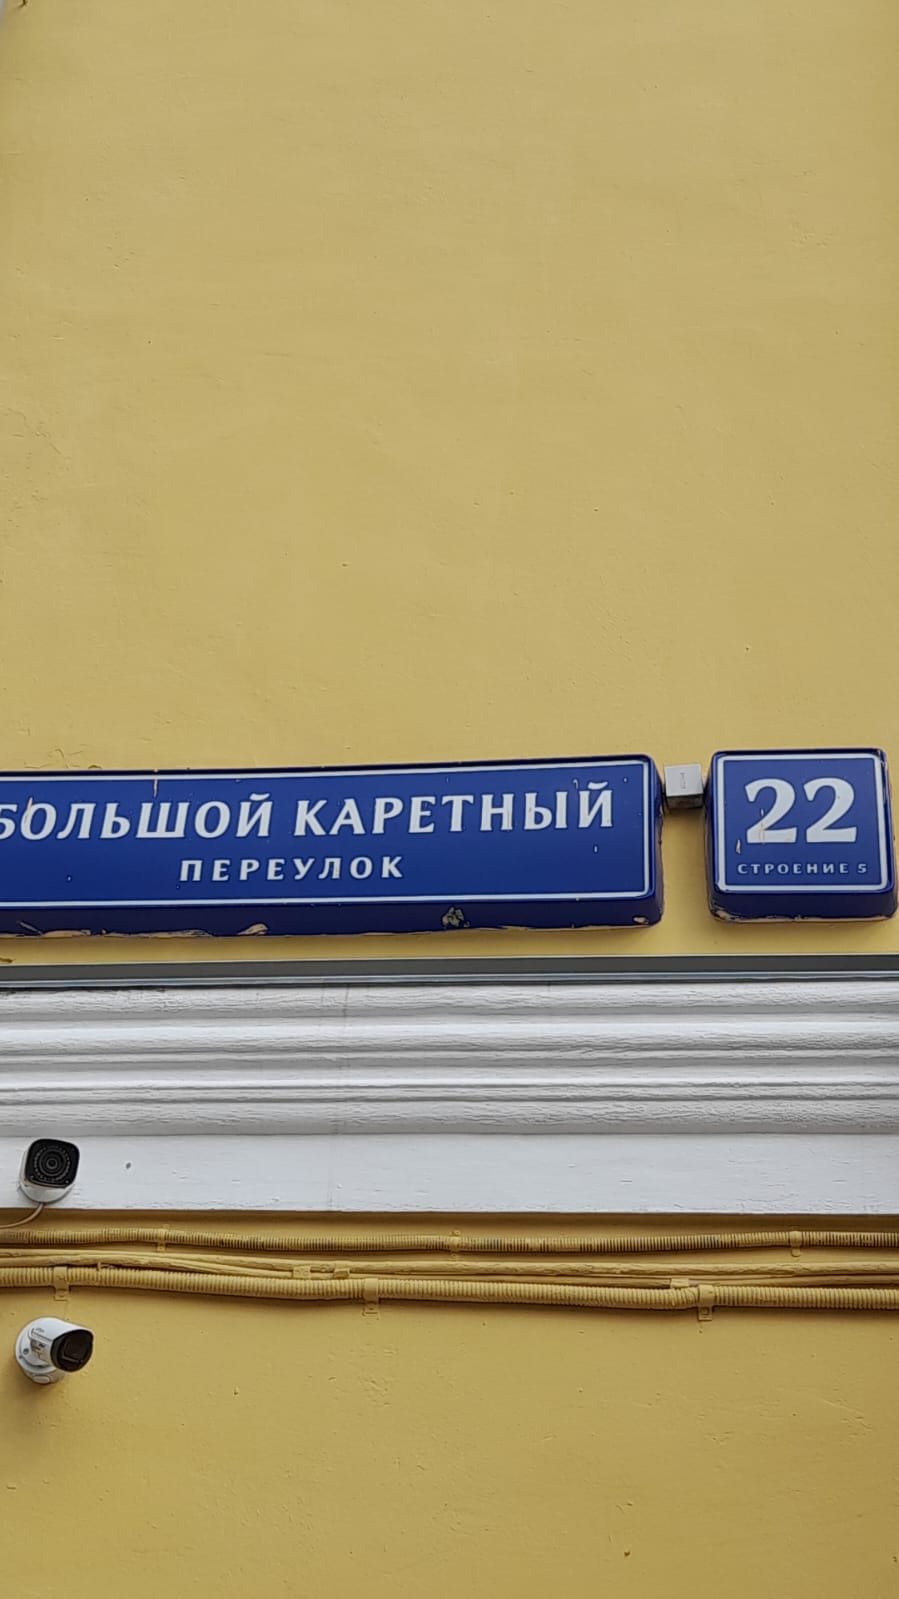 БОЛЬШОЙ КАРЕТНЫЙ
ПЕРЕУЛОК
22
СТРОЕНИЕ 5